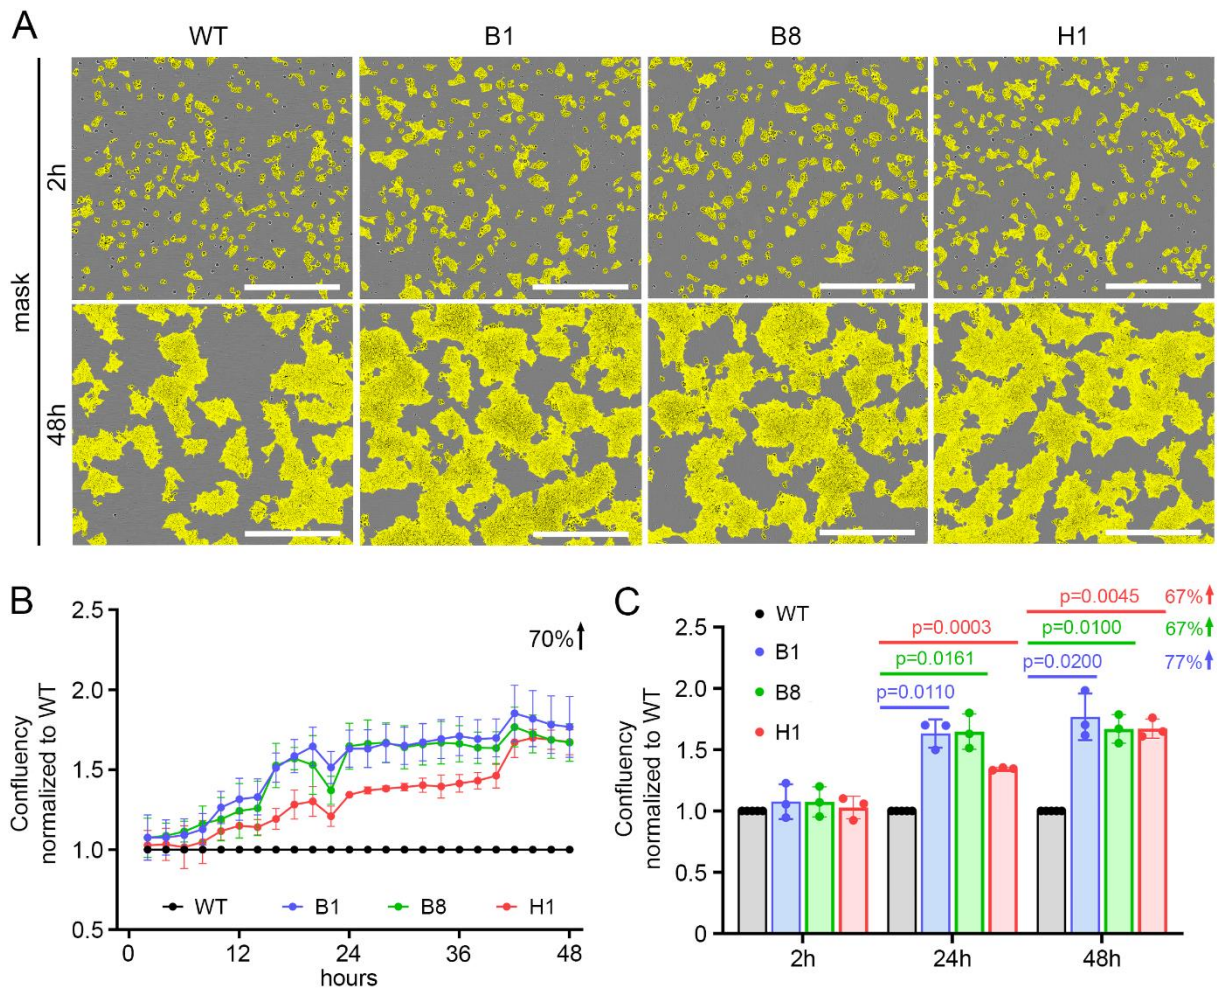 A
WT
B1
B8
H1
mask
2h
48h
B
Confluency
normalized to WT
2.5
2.0
1.5
1.0
0.5
70%↑
WT
B1
B8
H1
0
12
24
36
48
hours
C
Confluency
normalized to WT
2.5
2.0
1.5
1.0
0.5
0
WT
B1
B8
H1
p=0.0003
p=0.0161
p=0.0110
p=0.0045
67%↑
p=0.0100
67%↑
p=0.0200
77%↑
2h
24h
48h